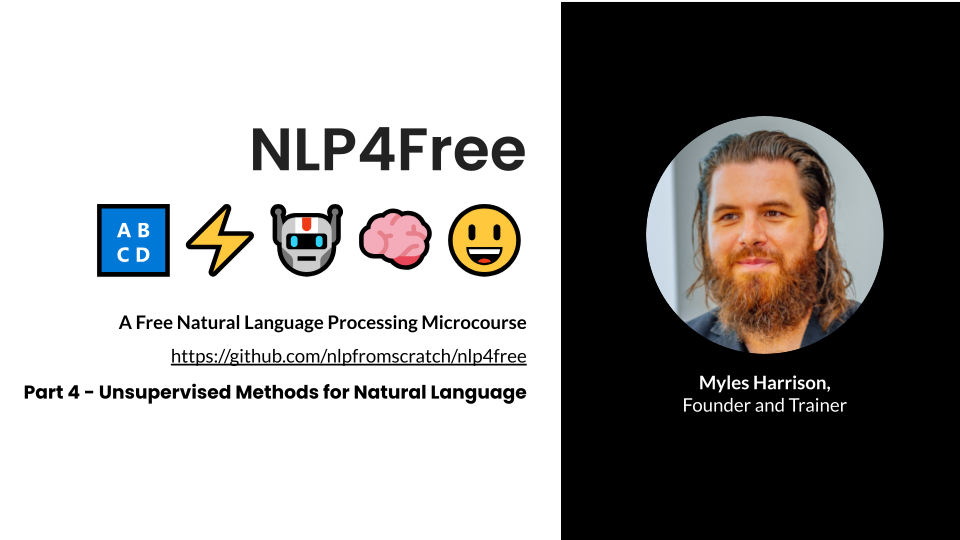 NLP4Free
A B
C D
A Free Natural Language Processing Microcourse
https://github.com/nlpfromscratch/nlp4free
Part 4 - Unsupervised Methods for Natural Language
Myles Harrison,
Founder and Trainer